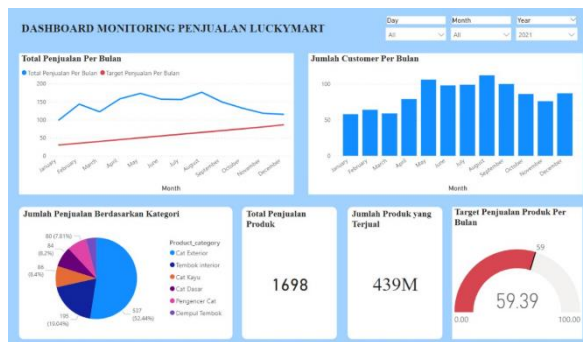 DASHBOARD MONITORING PENJUALAN LUCKYMART
Day
Month
Year
All
All
2021
Total Penjualan Per Bulan
Total Penjualan Per Bulan
Target Penjualan Per Bulan
200
150
100
50
0
January
February
March
April
May
June
July
August
September
October
November
December
Month
Jumlah Customer Per Bulan
100
50
0
January
February
March
April
May
June
July
August
September
October
November
December
Month
Jumlah Penjualan Berdasarkan Kategori
80 (7.81%)
84
(8.2%)
(6.4%)
(19.04%)
537
(52.44%)
Product_category
Cat Exterior
Tembok Interior
Cat Kayu
Cat Dasar
Pengencer Cat
Dempul Tembok
Total Penjualan
Produk
1698
Jumlah Produk yang
Terjual
439M
Target Penjualan Produk Per
Bulan
59
59.39
0.00
100.00